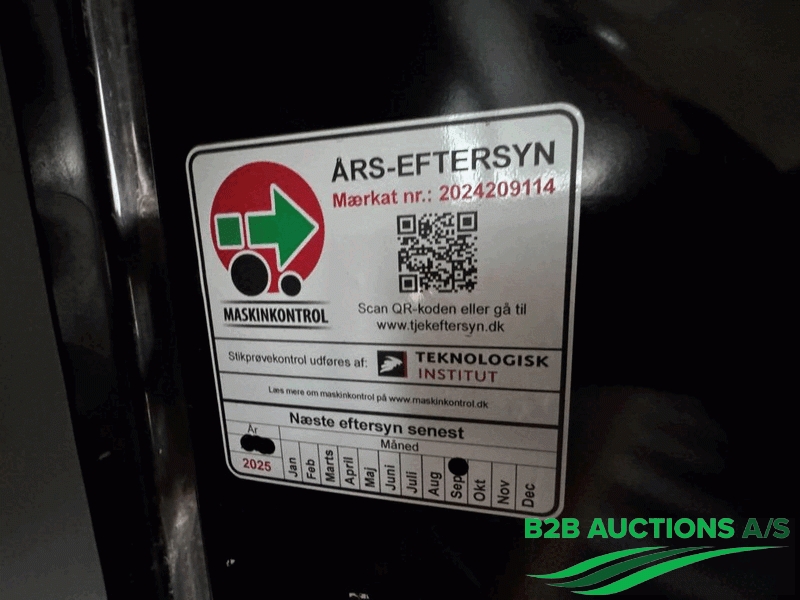 ÅRS-EFTERSYN
Mærkat nr.: 2024209114
MASKINKONTROL
Scan QR-koden eller gå til
www.tjekeftersyn.dk
Stikprøvekontrol udføres af:
TEKNOLOGISK
INSTITUT
Læs mere om maskinkontrol på www.maskinkontrol.dk
Næste eftersyn senest
År
Måned
2025
Jan
Feb
Marts
April
Maj
Juni
Juli
Aug
Sep
Okt
Nov
Dec
B2B AUCTIONS A/S